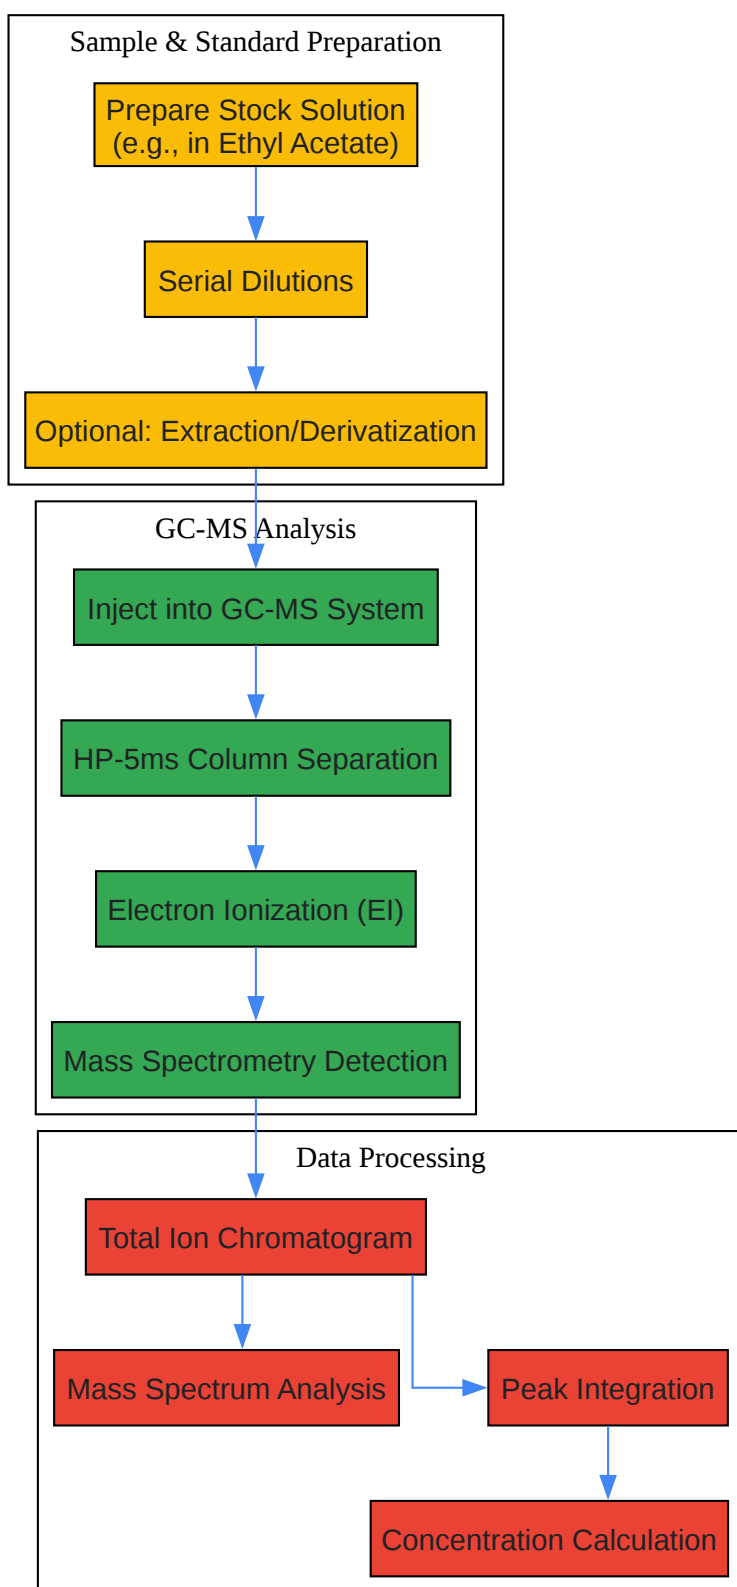 Sample & Standard Preparation
Prepare Stock Solution
(e.g., in Ethyl Acetate)
Serial Dilutions
Optional: Extraction/Derivatization
GC-MS Analysis
Inject into GC-MS System
HP-5ms Column Separation
Electron Ionization (EI)
Mass Spectrometry Detection
Data Processing
Total Ion Chromatogram
Mass Spectrum Analysis
Peak Integration
Concentration Calculation